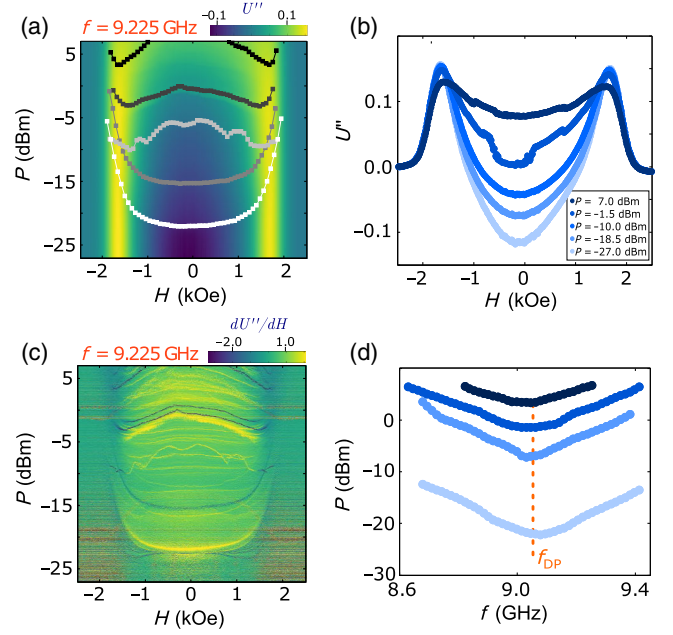 (a)
f = 9.225 GHz
U''
−0.1 0.1
5
−5
−15
−25
P (dBm)
−2 −1 0 1 2
H (kOe)
(b)
0.1
0.0
−0.1
U''
P = 7.0 dBm
P = −1.5 dBm
P = −10.0 dBm
P = −18.5 dBm
P = −27.0 dBm
−2 −1 0 1 2
H (kOe)
(c)
f = 9.225 GHz
dU''/dH
−2.0 1.0
5
−5
−15
−25
P (dBm)
−2 −1 0 1 2
H (kOe)
(d)
0
−10
−20
−30
P (dBm)
fDP
8.6 9.0 9.4
f (GHz)